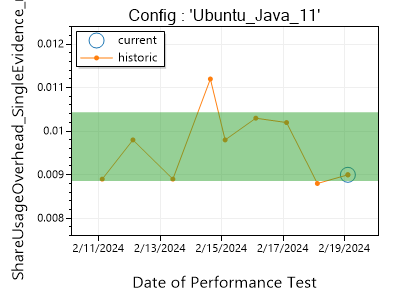 Config : 'Ubuntu_Java_11'
current
historic
0.012
0.011
0.01
0.009
0.008
ShareUsageOverhead_SingleEvidence_
2/11/2024 2/13/2024 2/15/2024 2/17/2024 2/19/2024
Date of Performance Test